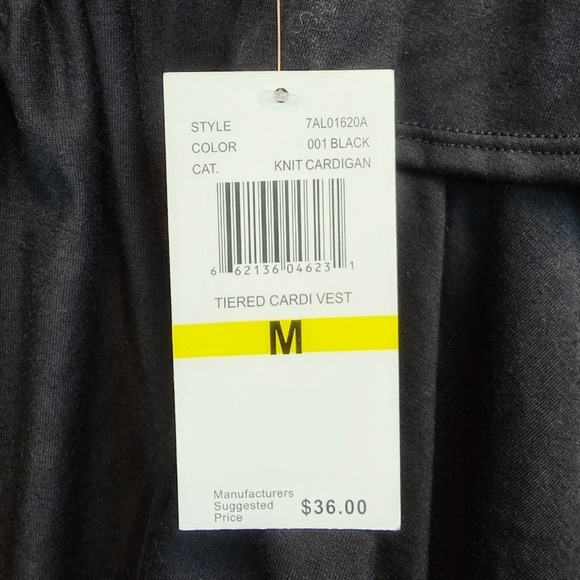 STYLE 7AL01620A
COLOR 001 BLACK
CAT. KNIT CARDIGAN
6 62136 04623 1
TIERED CARDI VEST
M
Manufacturers
Suggested
Price $36.00